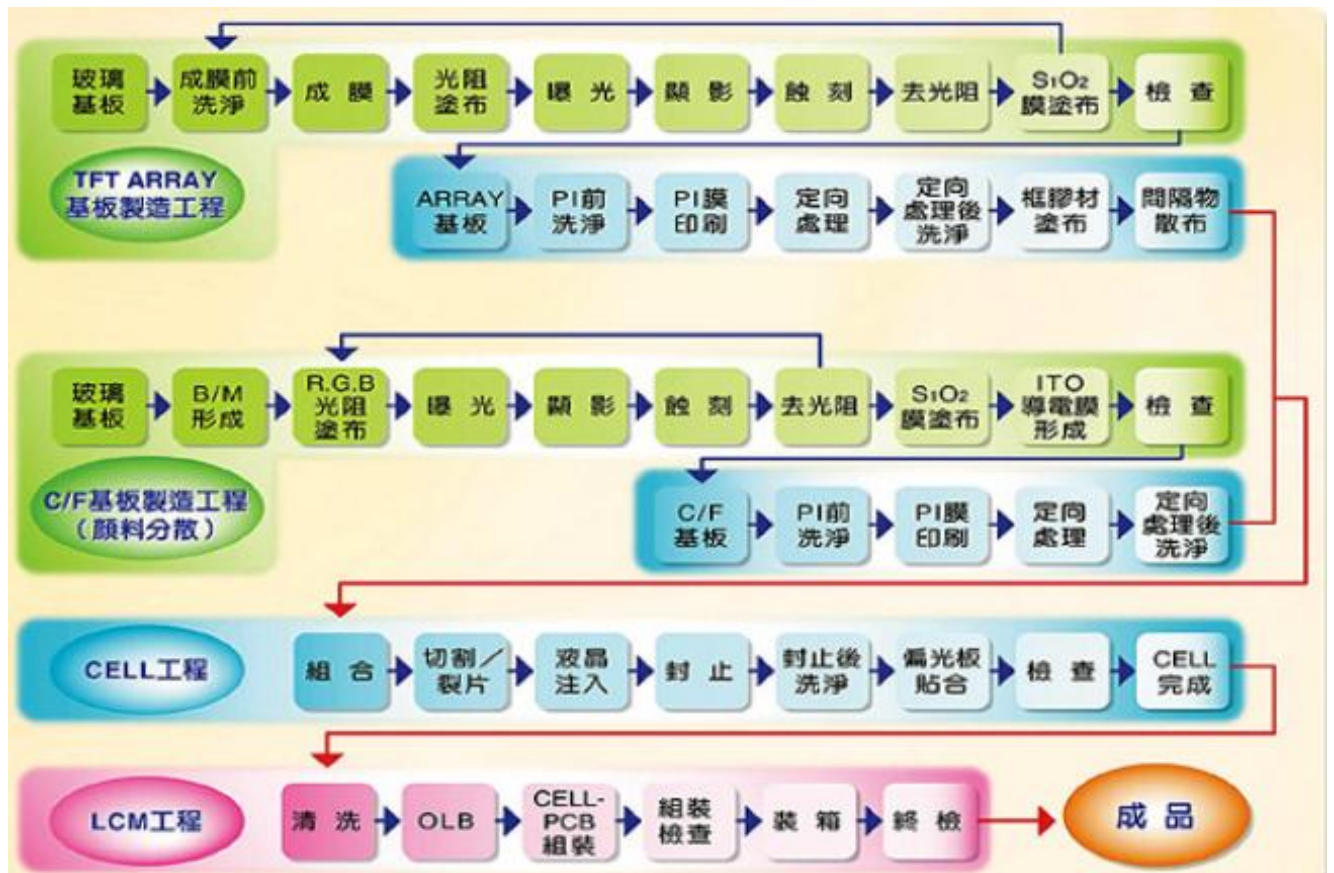 玻璃
基板
成膜前
洗淨
成膜
光阻
塗布
曝光
顯影
蝕刻
去光阻
SiO2
膜塗布
檢查
TFT ARRAY
基板製造工程
ARRAY
基板
PI前
洗淨
PI膜
印刷
定向
處理
定向
處理後
洗淨
框膠材
塗布
間隔物
散布
玻璃
基板
B/M
形成
R.G.B
光阻
塗布
曝光
顯影
蝕刻
去光阻
SiO2
膜塗布
ITO
導電膜
形成
檢查
C/F基板製造工程
(顏料分散)
C/F
基板
PI前
洗淨
PI膜
印刷
定向
處理
定向
處理後
洗淨
CELL工程
組合
切割/
裂片
液晶
注入
封止
封止後
洗淨
偏光板
貼合
檢查
CELL
完成
LCM工程
清洗
OLB
CELL-
PCB
組裝
組裝
檢查
裝箱
終檢
成品